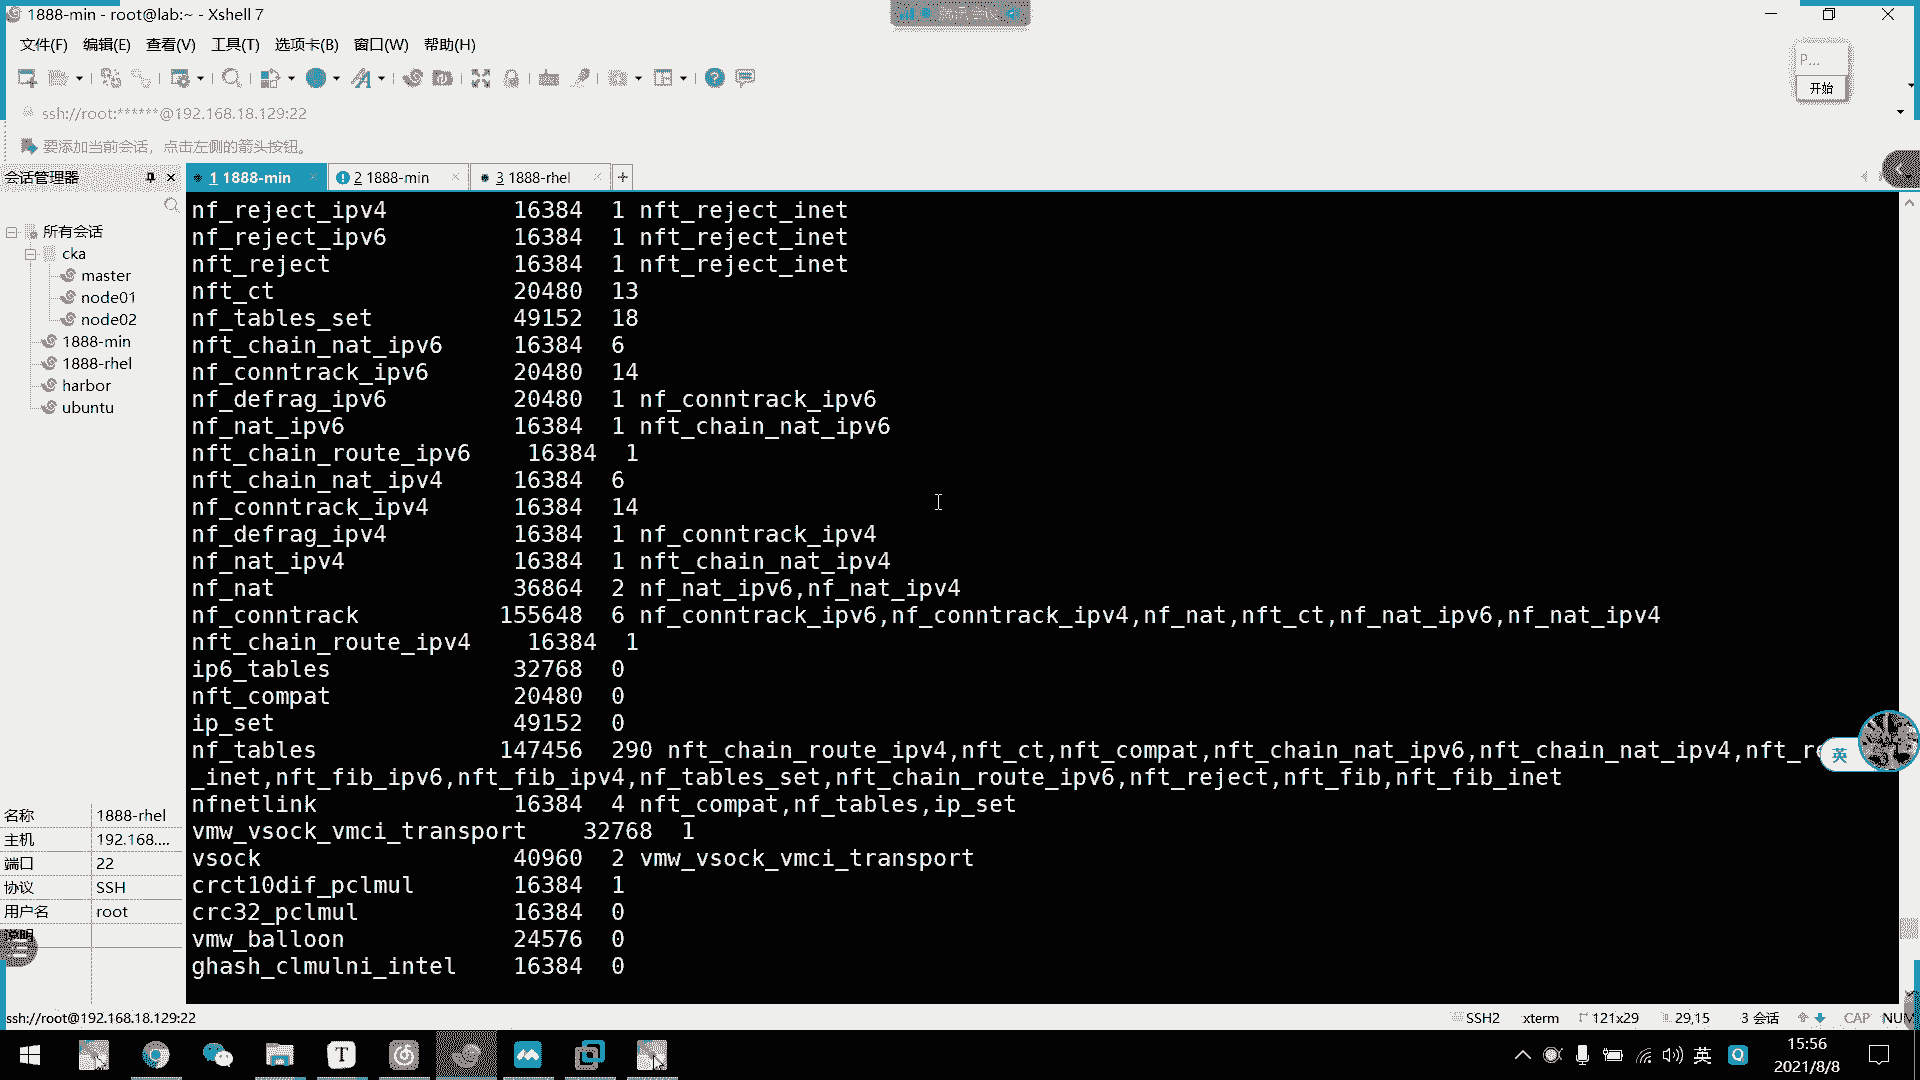 1888-min - root@lab:~ - Xshell 7
文件(F) 编辑(E) 查看(V) 工具(T) 选项卡(B) 窗口(W) 帮助(H)
P...
开始
ssh://root:******@192.168.18.129:22
要添加当前会话，点击左侧的箭头按钮。
会话管理器
1 1888-min
2 1888-min
3 1888-rhel
所有会话
cka
master
node01
node02
1888-min
1888-rhel
harbor
ubuntu
名称 1888-rhel
主机 192.168....
端口 22
协议 SSH
用户名 root
说明
nf_reject_ipv4 16384 1 nft_reject_inet
nf_reject_ipv6 16384 1 nft_reject_inet
nft_reject 16384 1 nft_reject_inet
nft_ct 20480 13
nf_tables_set 49152 18
nft_chain_nat_ipv6 16384 6
nf_conntrack_ipv6 20480 14
nf_defrag_ipv6 20480 1 nf_conntrack_ipv6
nf_nat_ipv6 16384 1 nft_chain_nat_ipv6
nft_chain_route_ipv6 16384 1
nft_chain_nat_ipv4 16384 6
nf_conntrack_ipv4 16384 14
nf_defrag_ipv4 16384 1 nf_conntrack_ipv4
nf_nat_ipv4 16384 1 nft_chain_nat_ipv4
nf_nat 36864 2 nf_nat_ipv6,nf_nat_ipv4
nf_conntrack 155648 6 nf_conntrack_ipv6,nf_conntrack_ipv4,nf_nat,nft_ct,nf_nat_ipv6,nf_nat_ipv4
nft_chain_route_ipv4 16384 1
ip6_tables 32768 0
nft_compat 20480 0
ip_set 49152 0
nf_tables 147456 290 nft_chain_route_ipv4,nft_ct,nft_compat,nft_chain_nat_ipv6,nft_chain_nat_ipv4,nft_re
_inet,nft_fib_ipv6,nft_fib_ipv4,nf_tables_set,nft_chain_route_ipv6,nft_reject,nft_fib,nft_fib_inet
nfnetlink 16384 4 nft_compat,nf_tables,ip_set
vmw_vsock_vmci_transport 32768 1
vsock 40960 2 vmw_vsock_vmci_transport
crct10dif_pclmul 16384 1
crc32_pclmul 16384 0
vmw_balloon 24576 0
ghash_clmulni_intel 16384 0
英
ssh://root@192.168.18.129:22
SSH2 xterm 121x29 29,15 3 会话 CAP NUM
英
15:56
2021/8/8